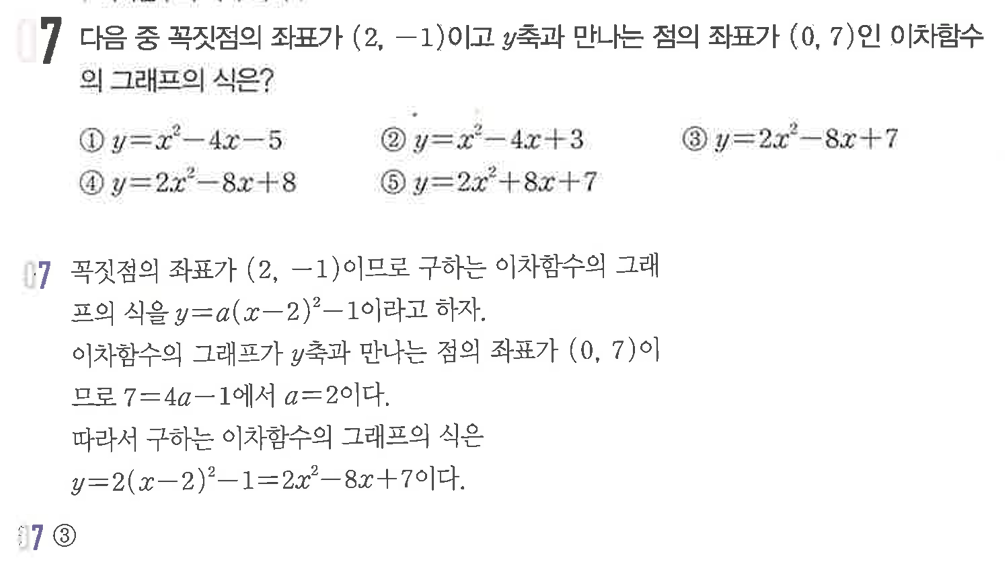 07 다음 중 꼭짓점의 좌표가 (2, −1)이고 y축과 만나는 점의 좌표가 (0, 7)인 이차함수
의 그래프의 식은?
① y=x²−4x−5 ② y=x²−4x+3 ③ y=2x²−8x+7
④ y=2x²−8x+8 ⑤ y=2x²+8x+7
07 꼭짓점의 좌표가 (2, −1)이므로 구하는 이차함수의 그래
프의 식을 y=a(x−2)²−1이라고 하자.
이차함수의 그래프가 y축과 만나는 점의 좌표가 (0, 7)이
므로 7=4a−1에서 a=2이다.
따라서 구하는 이차함수의 그래프의 식은
y=2(x−2)²−1=2x²−8x+7이다.
07 ③